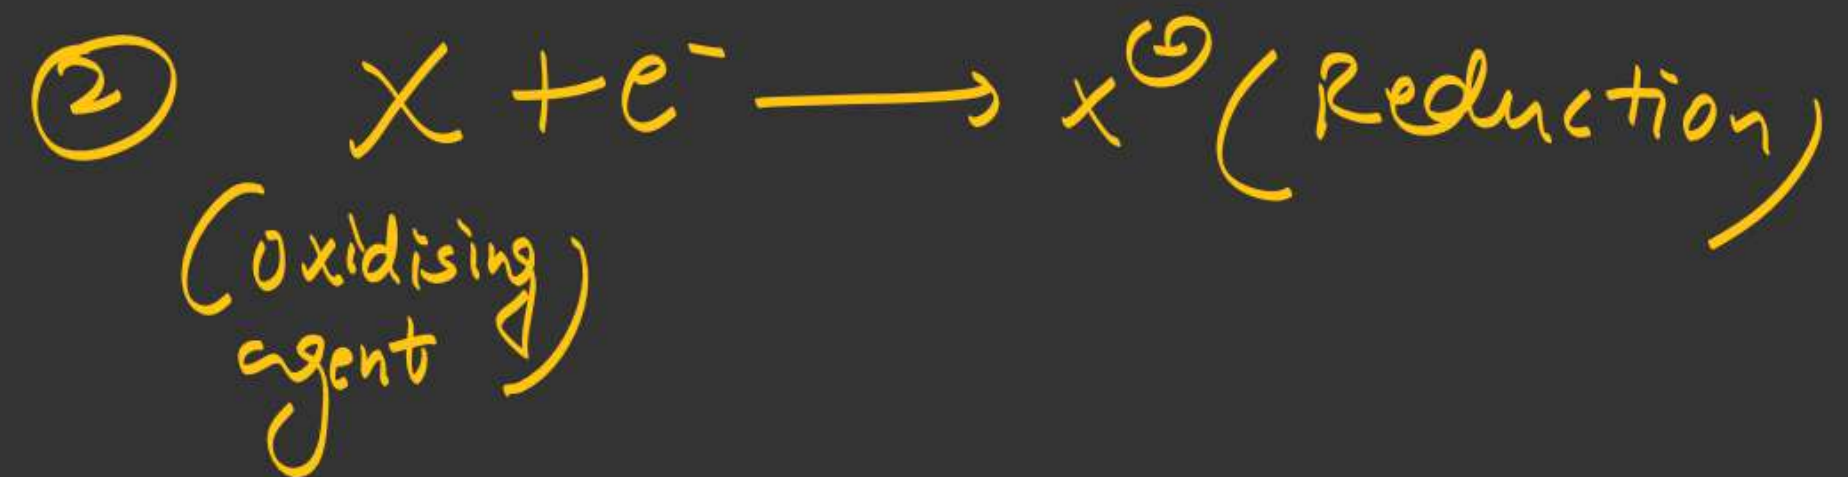 ② X + e⁻ ⟶ x⊖ (Reduction)
(oxidising
agent)